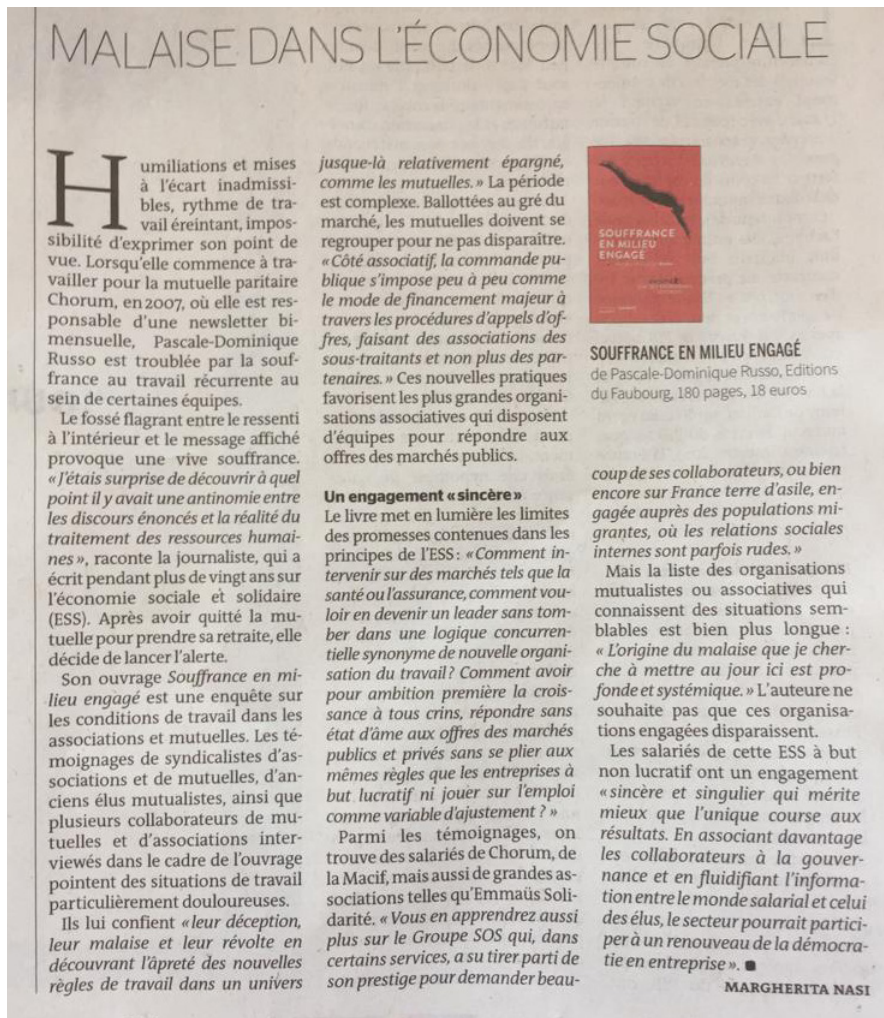 MALAISE DANS L'ÉCONOMIE SOCIALE
Humiliations et mises
à l'écart inadmissi-
bles, rythme de tra-
vail éreintant, impos-
sibilité d'exprimer son point de
vue. Lorsqu'elle commence à tra-
vailler pour la mutuelle paritaire
Chorum, en 2007, où elle est res-
ponsable d'une newsletter bi-
mensuelle, Pascale-Dominique
Russo est troublée par la souf-
france au travail récurrente au
sein de certaines équipes.
Le fossé flagrant entre le ressenti
à l'intérieur et le message affiché
provoque une vive souffrance.
«J'étais surprise de découvrir à quel
point il y avait une antinomie entre
les discours énoncés et la réalité du
traitement des ressources humai-
nes», raconte la journaliste, qui a
écrit pendant plus de vingt ans sur
l'économie sociale et solidaire
(ESS). Après avoir quitté la mu-
tuelle pour prendre sa retraite, elle
décide de lancer l'alerte.
Son ouvrage Souffrance en mi-
lieu engagé est une enquête sur
les conditions de travail dans les
associations et mutuelles. Les té-
moignages de syndicalistes d'as-
sociations et de mutuelles, d'an-
ciens élus mutualistes, ainsi que
plusieurs collaborateurs de mu-
tuelles et d'associations inter-
viewés dans le cadre de l'ouvrage
pointent des situations de travail
particulièrement douloureuses.
Ils lui confient «leur déception,
leur malaise et leur révolte en
découvrant l'âpreté des nouvelles
règles de travail dans un univers
jusque-là relativement épargné,
comme les mutuelles.» La période
est complexe. Ballottées au gré du
marché, les mutuelles doivent se
regrouper pour ne pas disparaître.
«Côté associatif, la commande pu-
blique s'impose peu à peu comme
le mode de financement majeur à
travers les procédures d'appels d'of-
fres, faisant des associations des
sous-traitants et non plus des par-
tenaires.» Ces nouvelles pratiques
favorisent les plus grandes organi-
sations associatives qui disposent
d'équipes pour répondre aux
offres des marchés publics.
Un engagement «sincère»
Le livre met en lumière les limites
des promesses contenues dans les
principes de l'ESS: «Comment in-
tervenir sur des marchés tels que la
santé ou l'assurance, comment vou-
loir en devenir un leader sans tom-
ber dans une logique concurren-
tielle synonyme de nouvelle organi-
sation du travail? Comment avoir
pour ambition première la crois-
sance à tous crins, répondre sans
état d'âme aux offres des marchés
publics et privés sans se plier aux
mêmes règles que les entreprises à
but lucratif ni jouer sur l'emploi
comme variable d'ajustement ?»
Parmi les témoignages, on
trouve des salariés de Chorum, de
la Macif, mais aussi de grandes as-
sociations telles qu'Emmaüs Soli-
darité. «Vous en apprendrez aussi
plus sur le Groupe SOS qui, dans
certains services, a su tirer parti de
son prestige pour demander beau-
SOUFFRANCE
EN MILIEU
ENGAGÉ
SOUFFRANCE EN MILIEU ENGAGÉ
de Pascale-Dominique Russo, Editions
du Faubourg, 180 pages, 18 euros
coup de ses collaborateurs, ou bien
encore sur France terre d'asile, en-
gagée auprès des populations mi-
grantes, où les relations sociales
internes sont parfois rudes.»
Mais la liste des organisations
mutualistes ou associatives qui
connaissent des situations sem-
blables est bien plus longue :
« L'origine du malaise que je cher-
che à mettre au jour ici est pro-
fonde et systémique.» L'auteure ne
souhaite pas que ces organisa-
tions engagées disparaissent.
Les salariés de cette ESS à but
non lucratif ont un engagement
«sincère et singulier qui mérite
mieux que l'unique course aux
résultats. En associant davantage
les collaborateurs à la gouver-
nance et en fluidifiant l'informa-
tion entre le monde salarial et celui
des élus, le secteur pourrait partici-
per à un renouveau de la démocra-
tie en entreprise». ■
MARGHERITA NASI